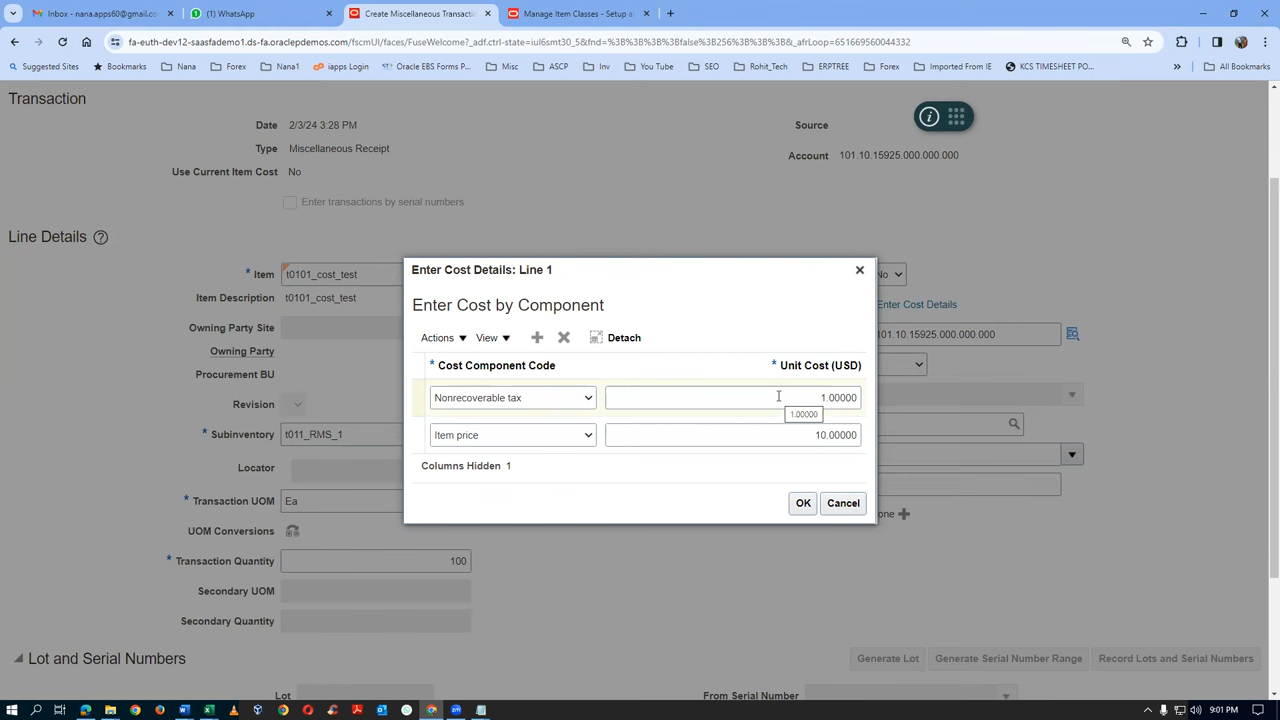 Inbox - nana.apps60@gmail.co
WhatsApp
Create Miscellaneous Transactio
Manage Item Classes - Setup a
fa-euth-dev12-saasfademo1.ds-fa.oraclepdemos.com/fscmUI/faces/FuseWelcome?_adf.ctrl-state=iul6smt30_5&fnd=%3B%3B%3B%3Bfalse%3B256%3B%3B%3B&_afrLoop=651669560044332
Suggested Sites
Bookmarks
Nana
Forex
Nana1
iapps Login
Oracle EBS Forms P...
Misc
ASCP
Inv
You Tube
SEO
Rohit_Tech
ERPTREE
Forex
Imported From IE
KCS TIMESHEET PO...
»
All Bookmarks
Transaction
Date 2/3/24 3:28 PM
Source
Type Miscellaneous Receipt
Account 101.10.15925.000.000.000
Use Current Item Cost No
Enter transactions by serial numbers
Line Details
* Item t0101_cost_test
No
Item Description t0101_cost_test
Enter Cost Details
Owning Party Site
101.10.15925.000.000.000
Owning Party
Procurement BU
Revision
* Subinventory t011_RMS_1
Locator
* Transaction UOM Ea
one
UOM Conversions
* Transaction Quantity 100
Secondary UOM
Secondary Quantity
Enter Cost Details: Line 1
Enter Cost by Component
Actions View Detach
* Cost Component Code * Unit Cost (USD)
Nonrecoverable tax 1.00000
1.00000
Item price 10.00000
Columns Hidden 1
OK Cancel
Lot and Serial Numbers
Generate Lot Generate Serial Number Range Record Lots and Serial Numbers
Lot
From Serial Number
9:01 PM